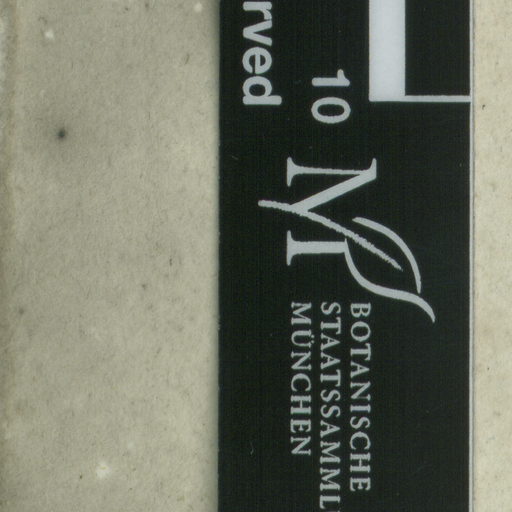 rved
10
M
BOTANISCHE
STAATSSAMML
MÜNCHEN